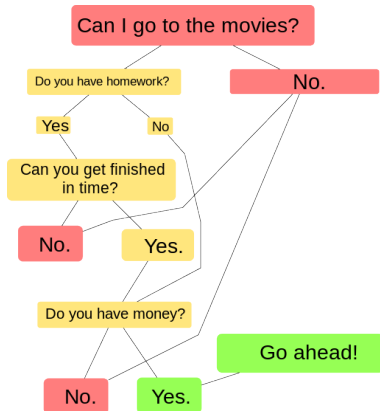 Can I go to the movies?
Do you have homework?
No.
Yes
No
Can you get finished
in time?
No.
Yes.
Do you have money?
Go ahead!
No.
Yes.